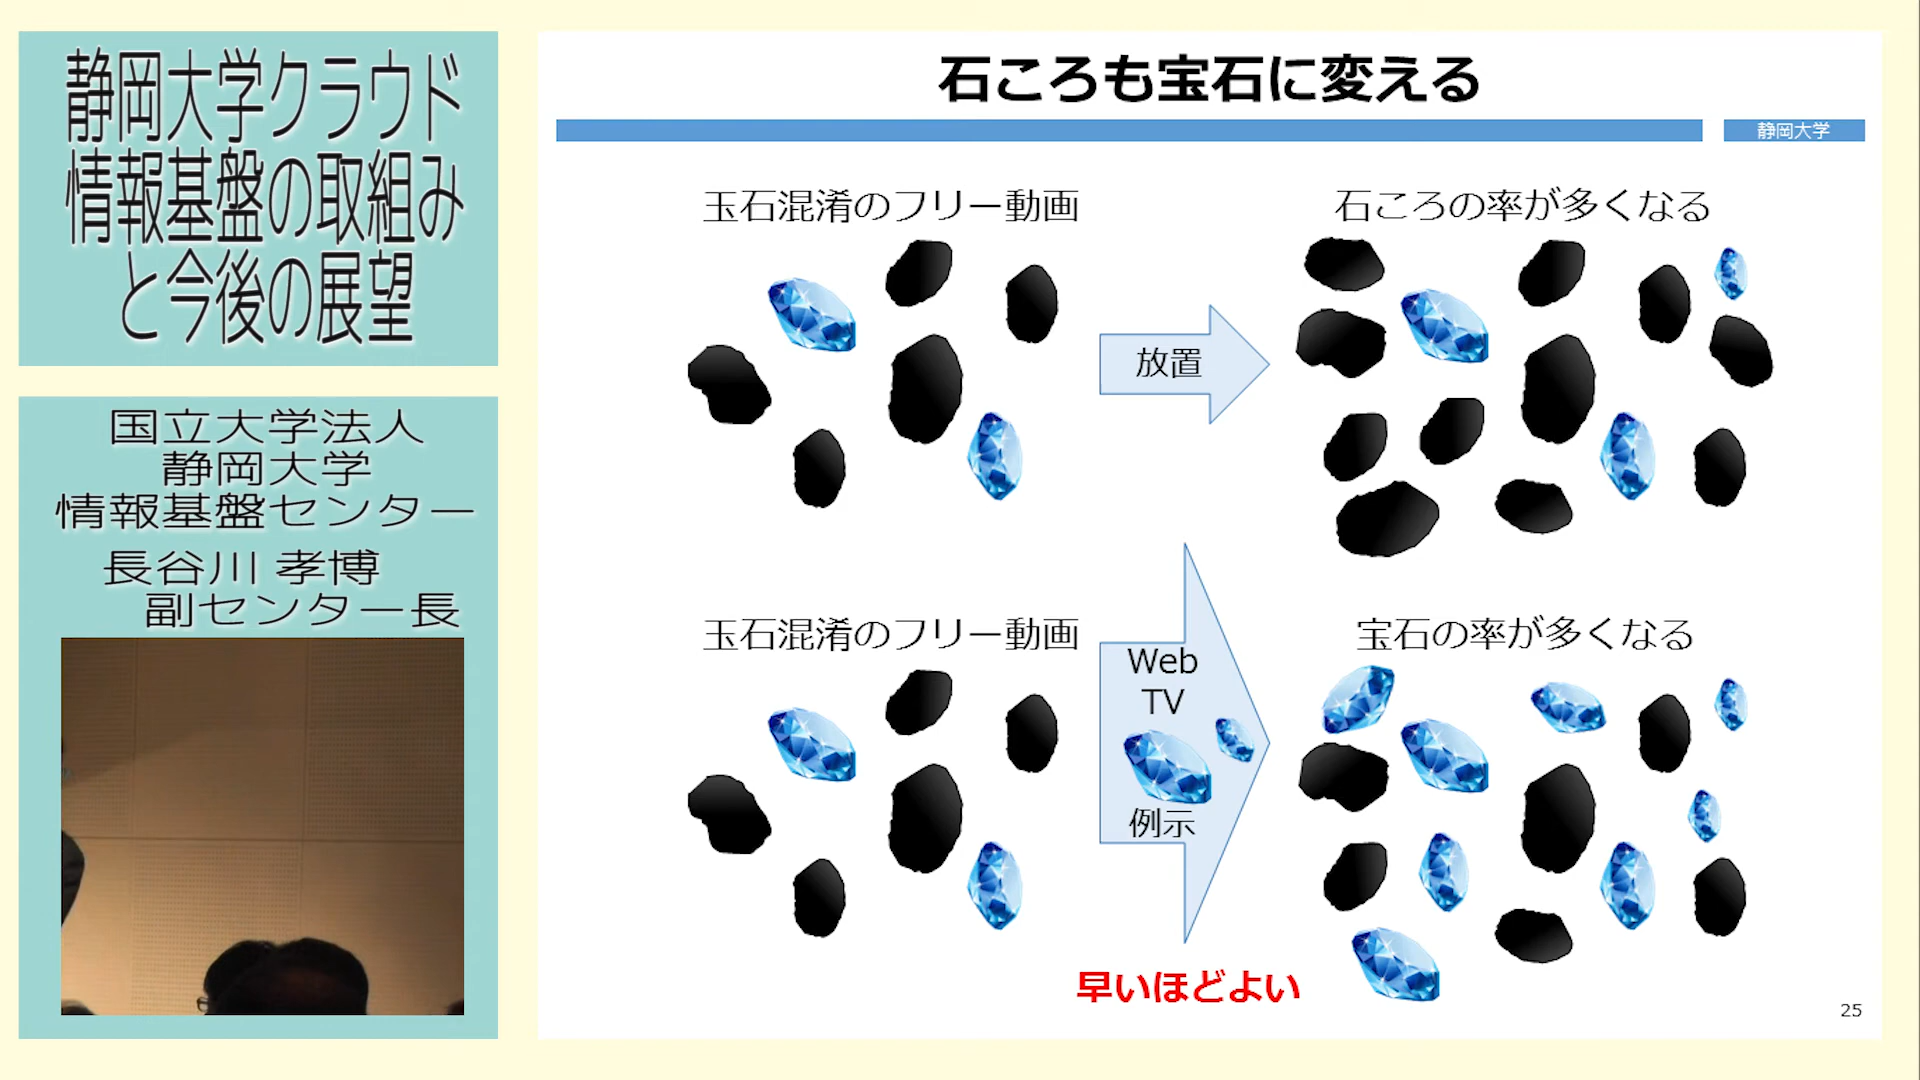 静岡大学クラウド
情報基盤の取組み
と今後の展望
国立大学法人
静岡大学
情報基盤センター
長谷川 孝博
副センター長
石ころも宝石に変える
静岡大学
玉石混淆のフリー動画
石ころの率が多くなる
放置
玉石混淆のフリー動画
宝石の率が多くなる
Web
TV
例示
早いほどよい
25